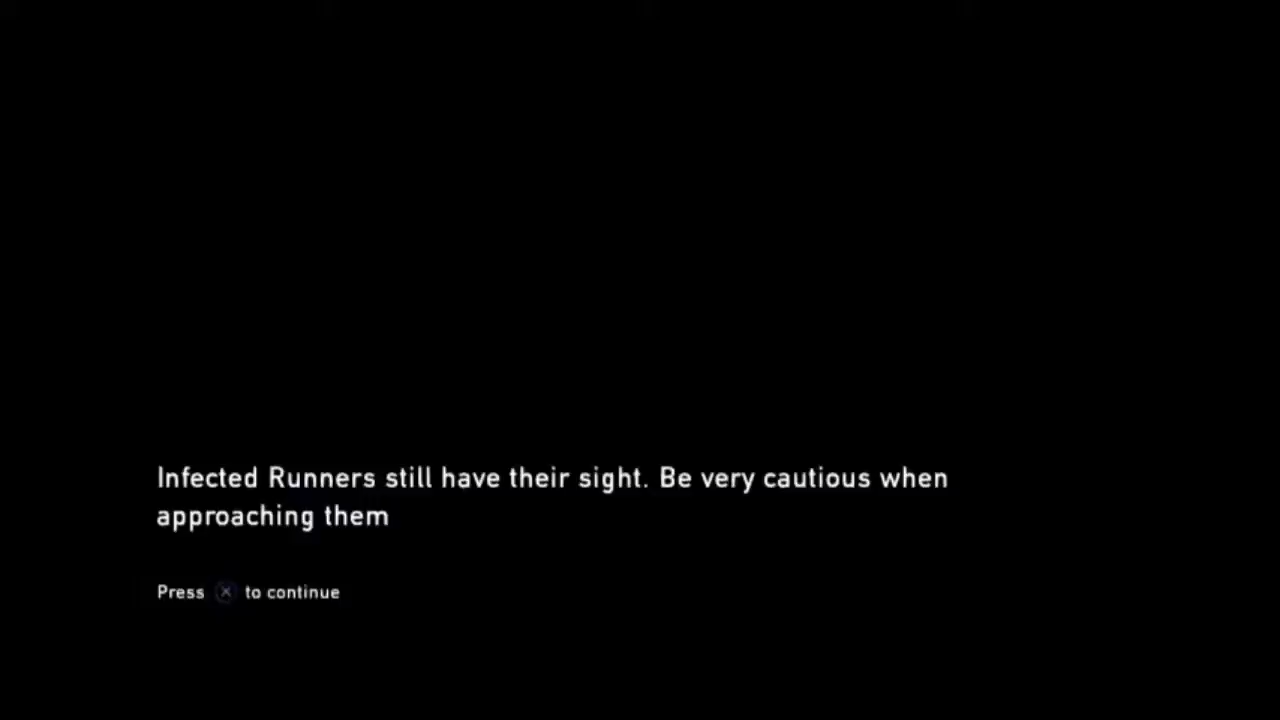 Infected Runners still have their sight. Be very cautious when
approaching them
Press ⓧ to continue